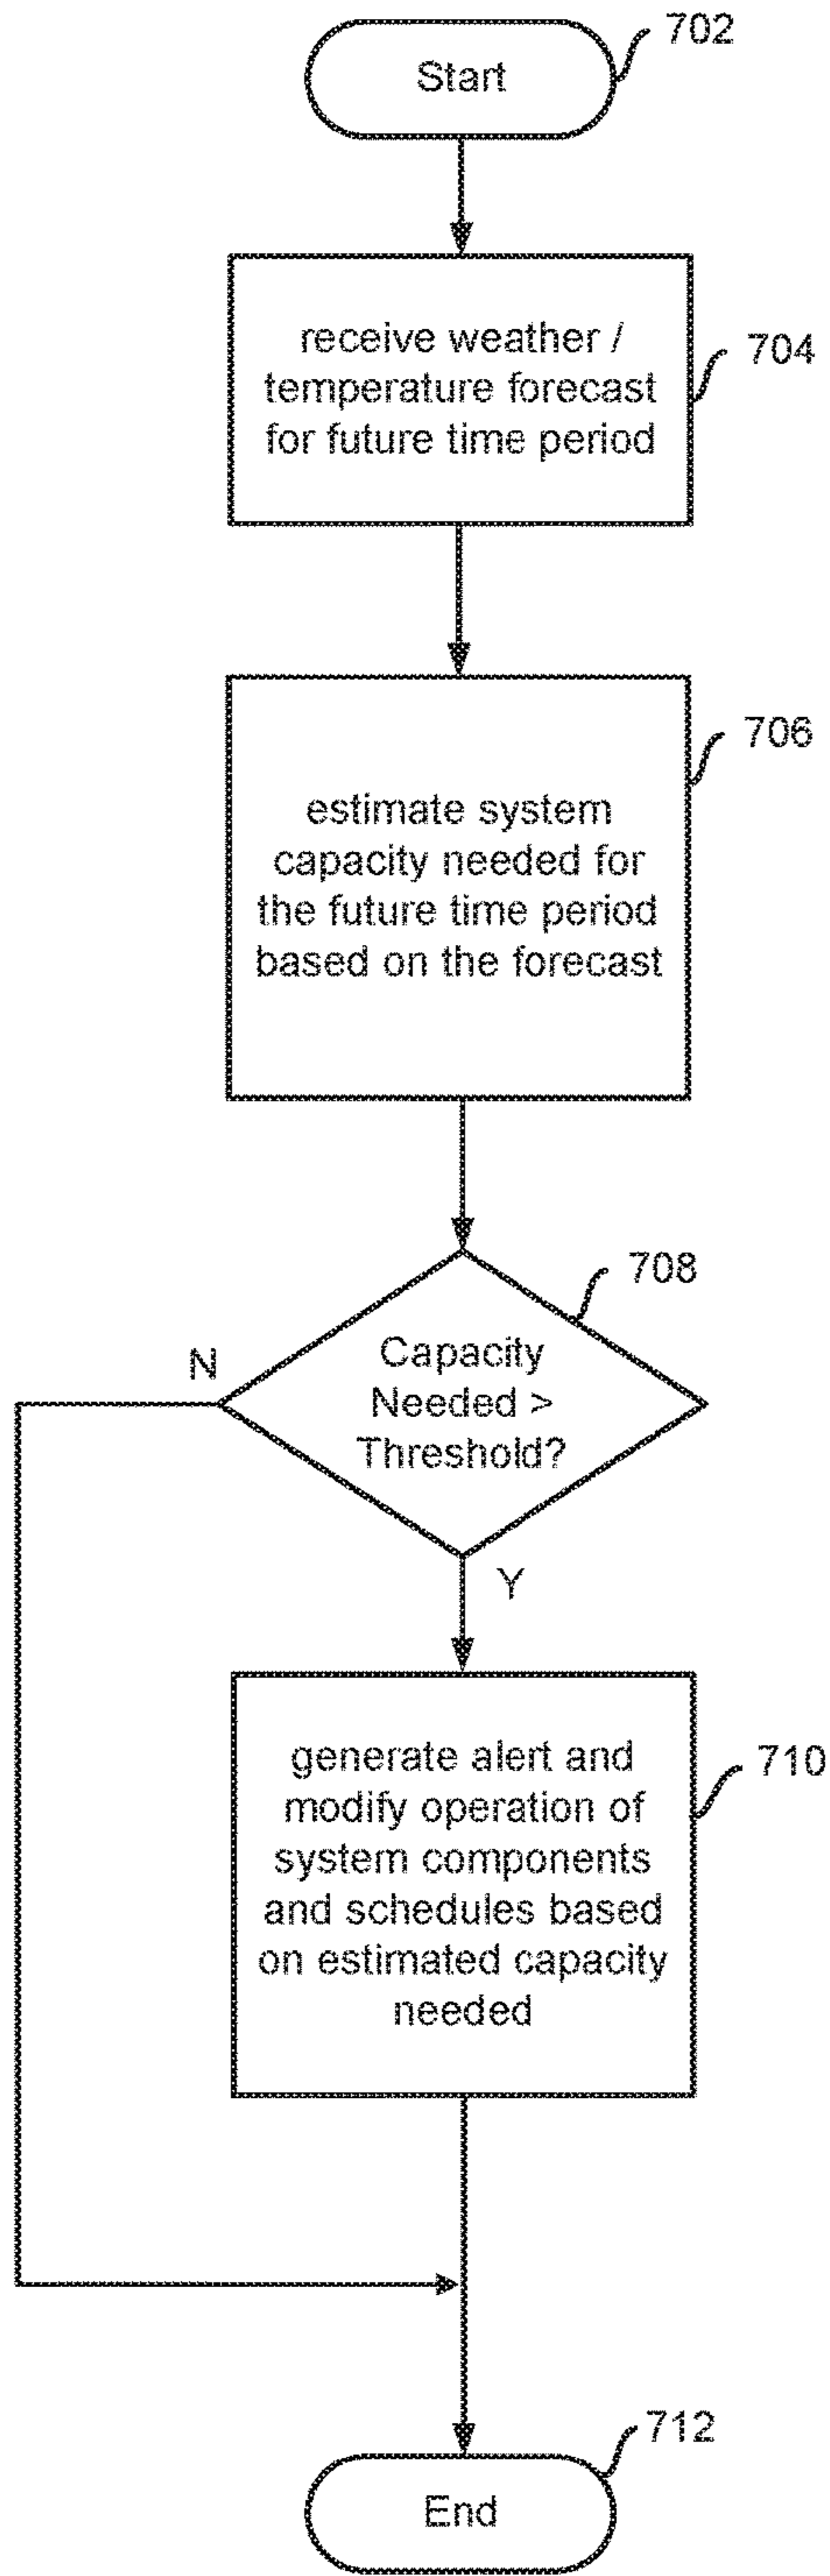 702
Start
704
receive weather /
temperature forecast
for future time period
706
estimate system
capacity needed for
the future time period
based on the forecast
708
N
Capacity
Needed >
Threshold?
Y
710
generate alert and
modify operation of
system components
and schedules based
on estimated capacity
needed
712
End